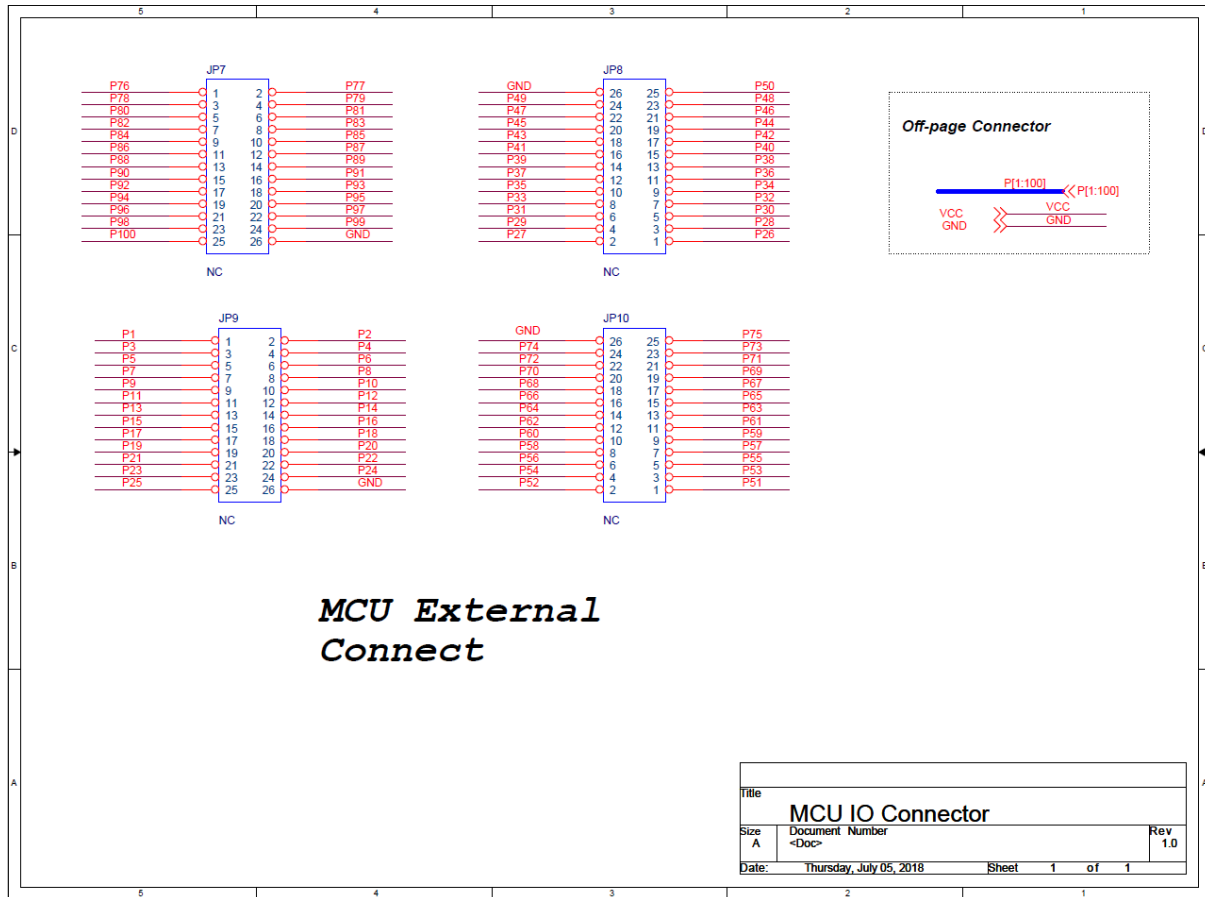 5 4 3 2 1
D D
C C
B B
A A
JP7
P76 1 2 P77
P78 3 4 P79
P80 5 6 P81
P82 7 8 P83
P84 9 10 P85
P86 11 12 P87
P88 13 14 P89
P90 15 16 P91
P92 17 18 P93
P94 19 20 P95
P96 21 22 P97
P98 23 24 P99
P100 25 26 GND
NC
JP8
GND 26 25 P50
P49 24 23 P48
P47 22 21 P46
P45 20 19 P44
P43 18 17 P42
P41 16 15 P40
P39 14 13 P38
P37 12 11 P36
P35 10 9 P34
P33 8 7 P32
P31 6 5 P30
P29 4 3 P28
P27 2 1 P26
NC
Off-page Connector
P[1:100] P[1:100]
VCC VCC
GND GND
JP9
P1 1 2 P2
P3 3 4 P4
P5 5 6 P6
P7 7 8 P8
P9 9 10 P10
P11 11 12 P12
P13 13 14 P14
P15 15 16 P16
P17 17 18 P18
P19 19 20 P20
P21 21 22 P22
P23 23 24 P24
P25 25 26 GND
NC
JP10
GND 26 25 P75
P74 24 23 P73
P72 22 21 P71
P70 20 19 P69
P68 18 17 P67
P66 16 15 P65
P64 14 13 P63
P62 12 11 P61
P60 10 9 P59
P58 8 7 P57
P56 6 5 P55
P54 4 3 P53
P52 2 1 P51
NC
MCU External
Connect
Title
MCU IO Connector
Size Document Number Rev
A <Doc> 1.0
Date: Thursday, July 05, 2018 Sheet 1 of 1
5 4 3 2 1